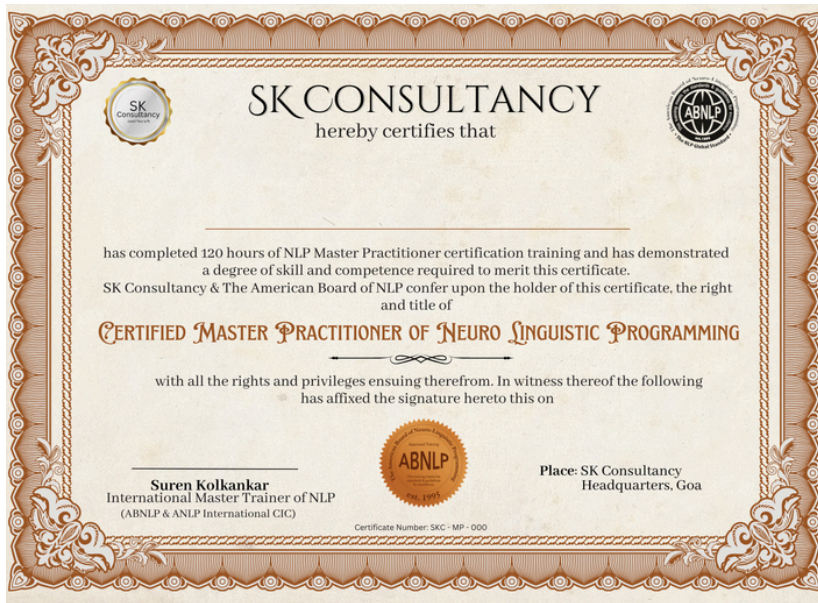 SK
Consultancy
SK CONSULTANCY
hereby certifies that
ABNLP
The NLP Global Standard
has completed 120 hours of NLP Master Practitioner certification training and has demonstrated
a degree of skill and competence required to merit this certificate.
SK Consultancy & The American Board of NLP confer upon the holder of this certificate, the right
and title of
CERTIFIED MASTER PRACTITIONER OF NEURO LINGUISTIC PROGRAMMING
with all the rights and privileges ensuing therefrom. In witness thereof the following
has affixed the signature hereto this on
ABNLP
est. 1995
Suren Kolkankar
International Master Trainer of NLP
(ABNLP & ANLP International CIC)
Place: SK Consultancy
Headquarters, Goa
Certificate Number: SKC - MP - 000